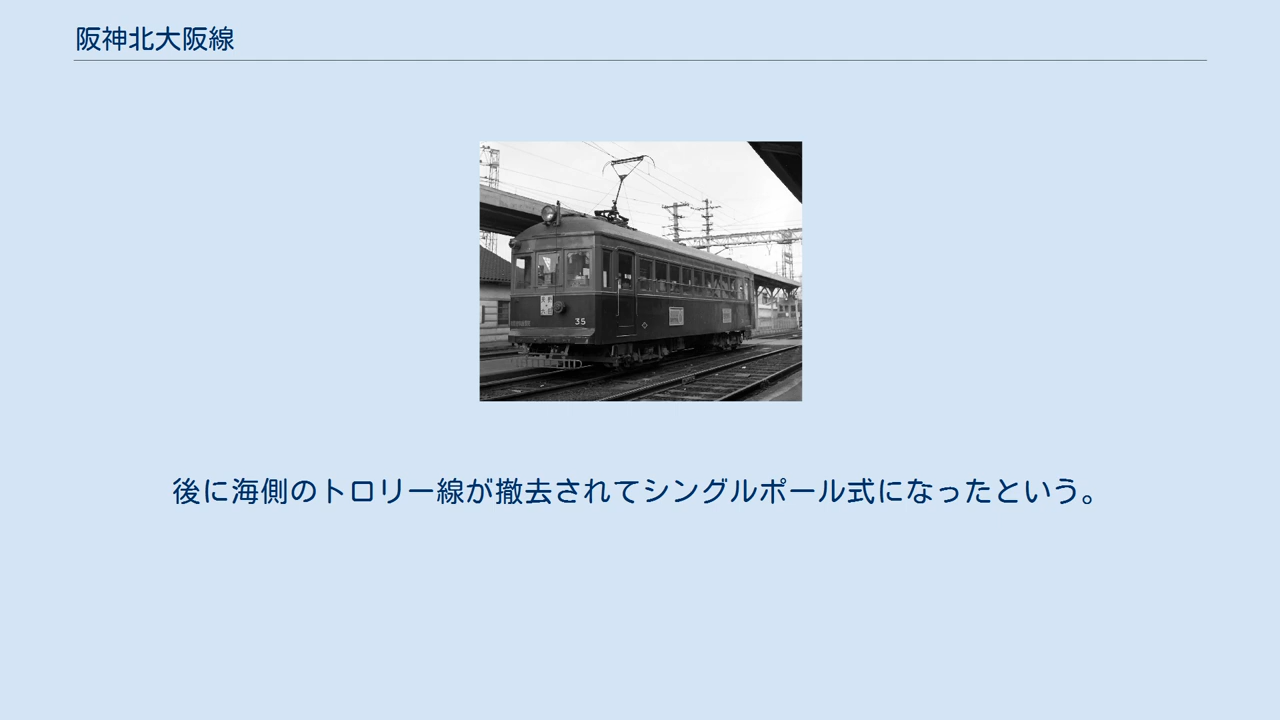 阪神北大阪線
35
後に海側のトロリー線が撤去されてシングルポール式になったという。